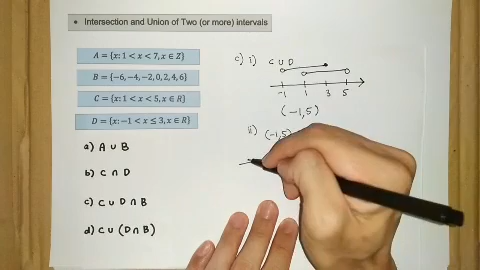 • Intersection and Union of Two (or more) intervals
A = {x: 1 < x < 7, x ∈ Z}
B = {−6, −4, −2, 0, 2, 4, 6}
C = {x: 1 < x < 5, x ∈ R}
D = {x: −1 < x ≤ 3, x ∈ R}
a) A ∪ B
b) C ∩ D
c) C ∪ D ∩ B
d) C ∪ (D ∩ B)
c) i) C ∪ D
-1 1 3 5
(-1, 5)
ii) (-1, 5)